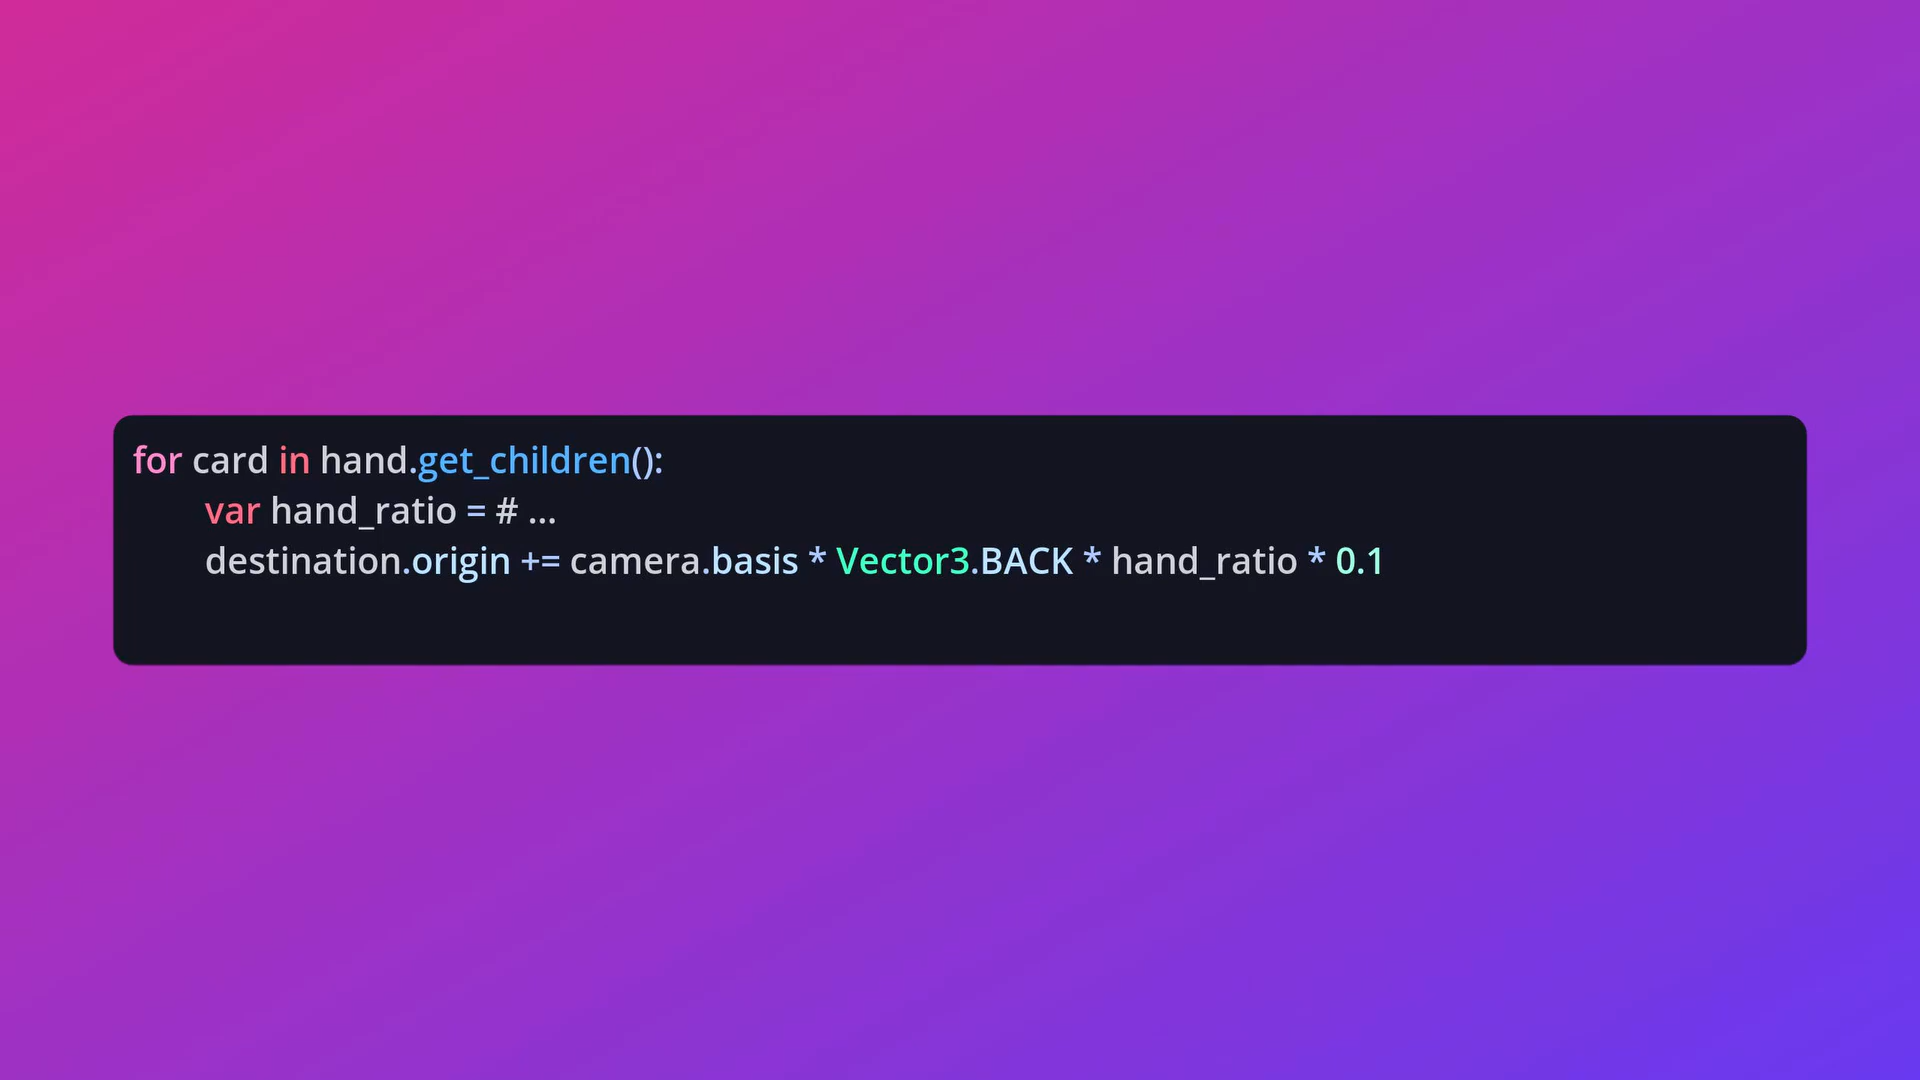 for card in hand.get_children():
var hand_ratio = # ...
destination.origin += camera.basis * Vector3.BACK * hand_ratio * 0.1